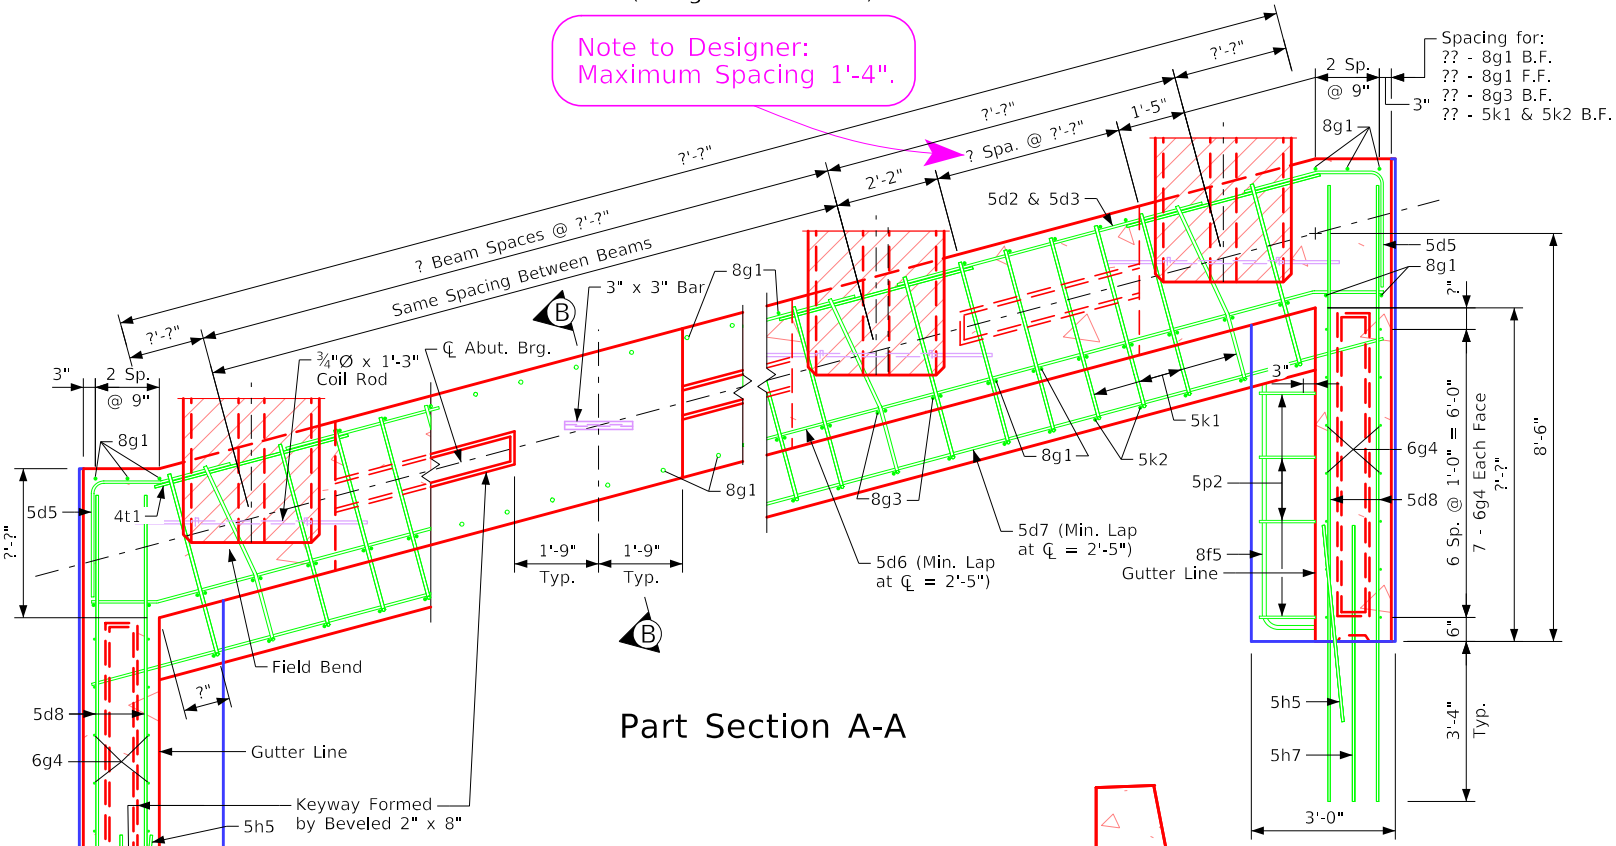 Note to Designer:
Maximum Spacing 1'-4".
Spacing for:
?? - 8g1 B.F.
?? - 8g1 F.F.
?? - 8g3 B.F.
?? - 5k1 & 5k2 B.F.
?'-?"
2 Sp.
@ 9"
3"
8g1
?'-?"
1'-5"
?'-?"
? Spa. @ ?'-?"
2'-2"
5d2 & 5d3
? Beam Spaces @ ?'-?"
Same Spacing Between Beams
?'-?"
5d5
8g1
?"
8g1
3" x 3" Bar
B
℄ Abut. Brg.
¾"Ø x 1'-3"
Coil Rod
3"
2 Sp.
@ 9"
8g1
3"
5k1
5k2
8g1
8g3
8g1
6g4
5p2
5d8
6 Sp. @ 1'-0" = 6'-0"
7 - 6g4 Each Face
?'-?"
8'-6"
5d5
4t1
?'-?"
1'-9"
Typ.
1'-9"
Typ.
5d7 (Min. Lap
at ℄ = 2'-5")
5d6 (Min. Lap
at ℄ = 2'-5")
8f5
Gutter Line
6"
B
Field Bend
?"
5d8
Part Section A-A
5h5
3'-4"
Typ.
6g4
Gutter Line
5h7
Keyway Formed
by Beveled 2" x 8"
5h5
3'-0"